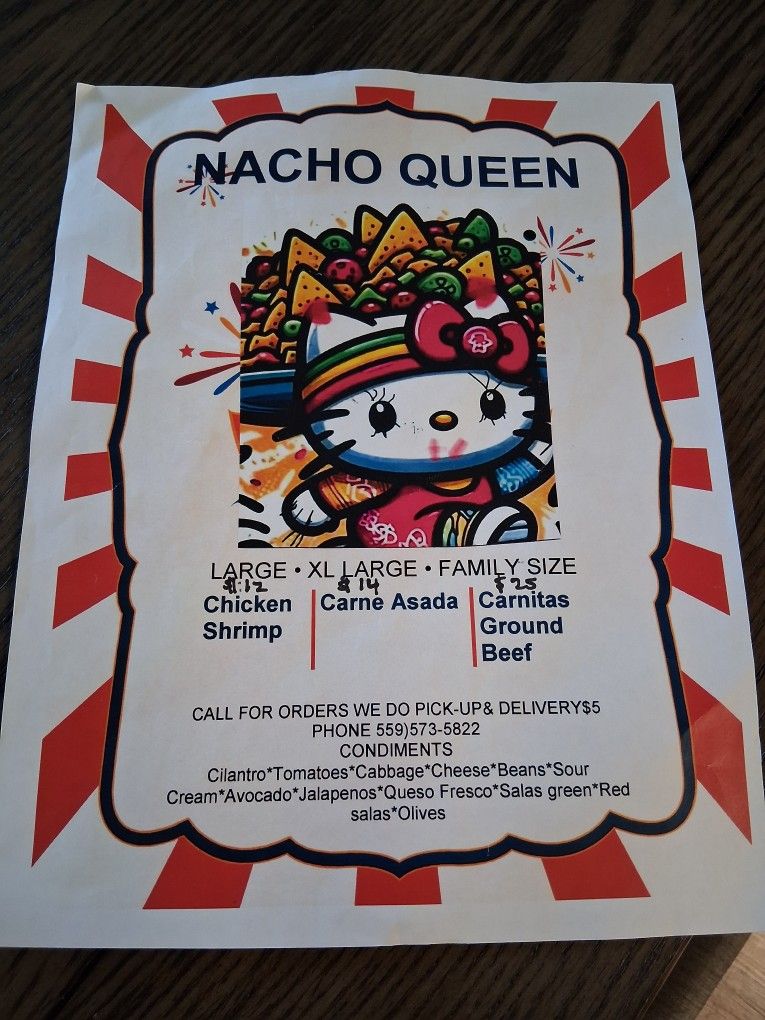 NACHO QUEEN
LARGE • XL LARGE • FAMILY SIZE
$.12 $14 $25
Chicken Carne Asada Carnitas
Shrimp Ground
Beef
CALL FOR ORDERS WE DO PICK-UP& DELIVERY$5
PHONE 559)573-5822
CONDIMENTS
Cilantro*Tomatoes*Cabbage*Cheese*Beans*Sour
Cream*Avocado*Jalapenos*Queso Fresco*Salas green*Red
salas*Olives